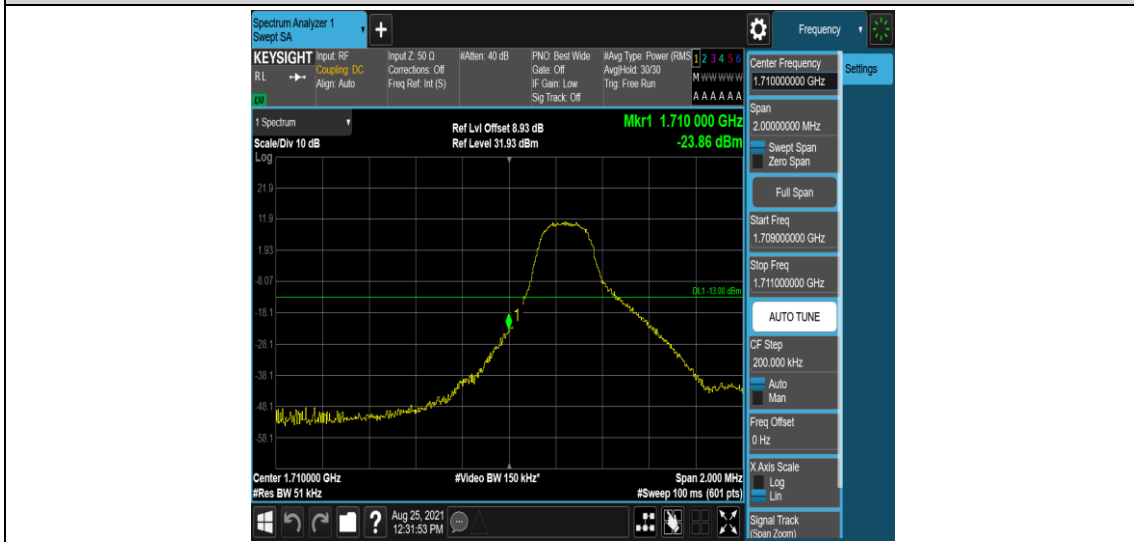 Spectrum Analyzer 1
Swept SA
+
Frequency
KEYSIGHT
RL
LXI
Input: RF
Coupling: DC
Align: Auto
Input Z: 50 Ω
Corrections: Off
Freq Ref: Int (S)
#Atten: 40 dB
PNO: Best Wide
Gate: Off
IF Gain: Low
Sig Track: Off
#Avg Type: Power (RMS
Avg|Hold: 30/30
Trig: Free Run
1 2 3 4 5 6
M W W W W W
A A A A A A
1 Spectrum
Scale/Div 10 dB
Log
Ref Lvl Offset 8.93 dB
Ref Level 31.93 dBm
Mkr1 1.710 000 GHz
-23.86 dBm
21.9
11.9
1.93
-8.07
-18.1
-28.1
-38.1
-48.1
-58.1
DL1 -13.00 dBm
1
Center 1.710000 GHz
#Res BW 51 kHz
#Video BW 150 kHz*
Span 2.000 MHz
#Sweep 100 ms (601 pts)
?
Aug 25, 2021
12:31:53 PM
Center Frequency
1.710000000 GHz
Settings
Span
2.00000000 MHz
Swept Span
Zero Span
Full Span
Start Freq
1.709000000 GHz
Stop Freq
1.711000000 GHz
AUTO TUNE
CF Step
200.000 kHz
Auto
Man
Freq Offset
0 Hz
X Axis Scale
Log
Lin
Signal Track
(Span Zoom)